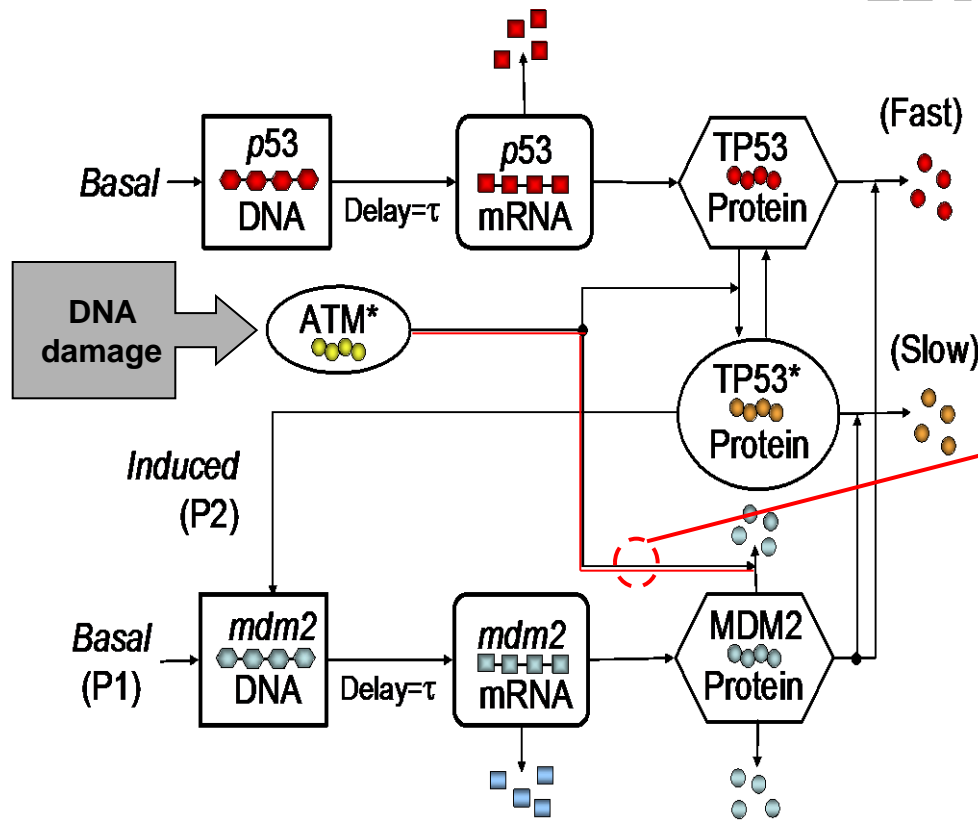 (Fast)
p53
DNA
Basal
Delay=τ
p53
mRNA
TP53
Protein
DNA
damage
ATM*
(Slow)
TP53*
Protein
Induced
(P2)
Basal
(P1)
mdm2
DNA
Delay=τ
mdm2
mRNA
MDM2
Protein